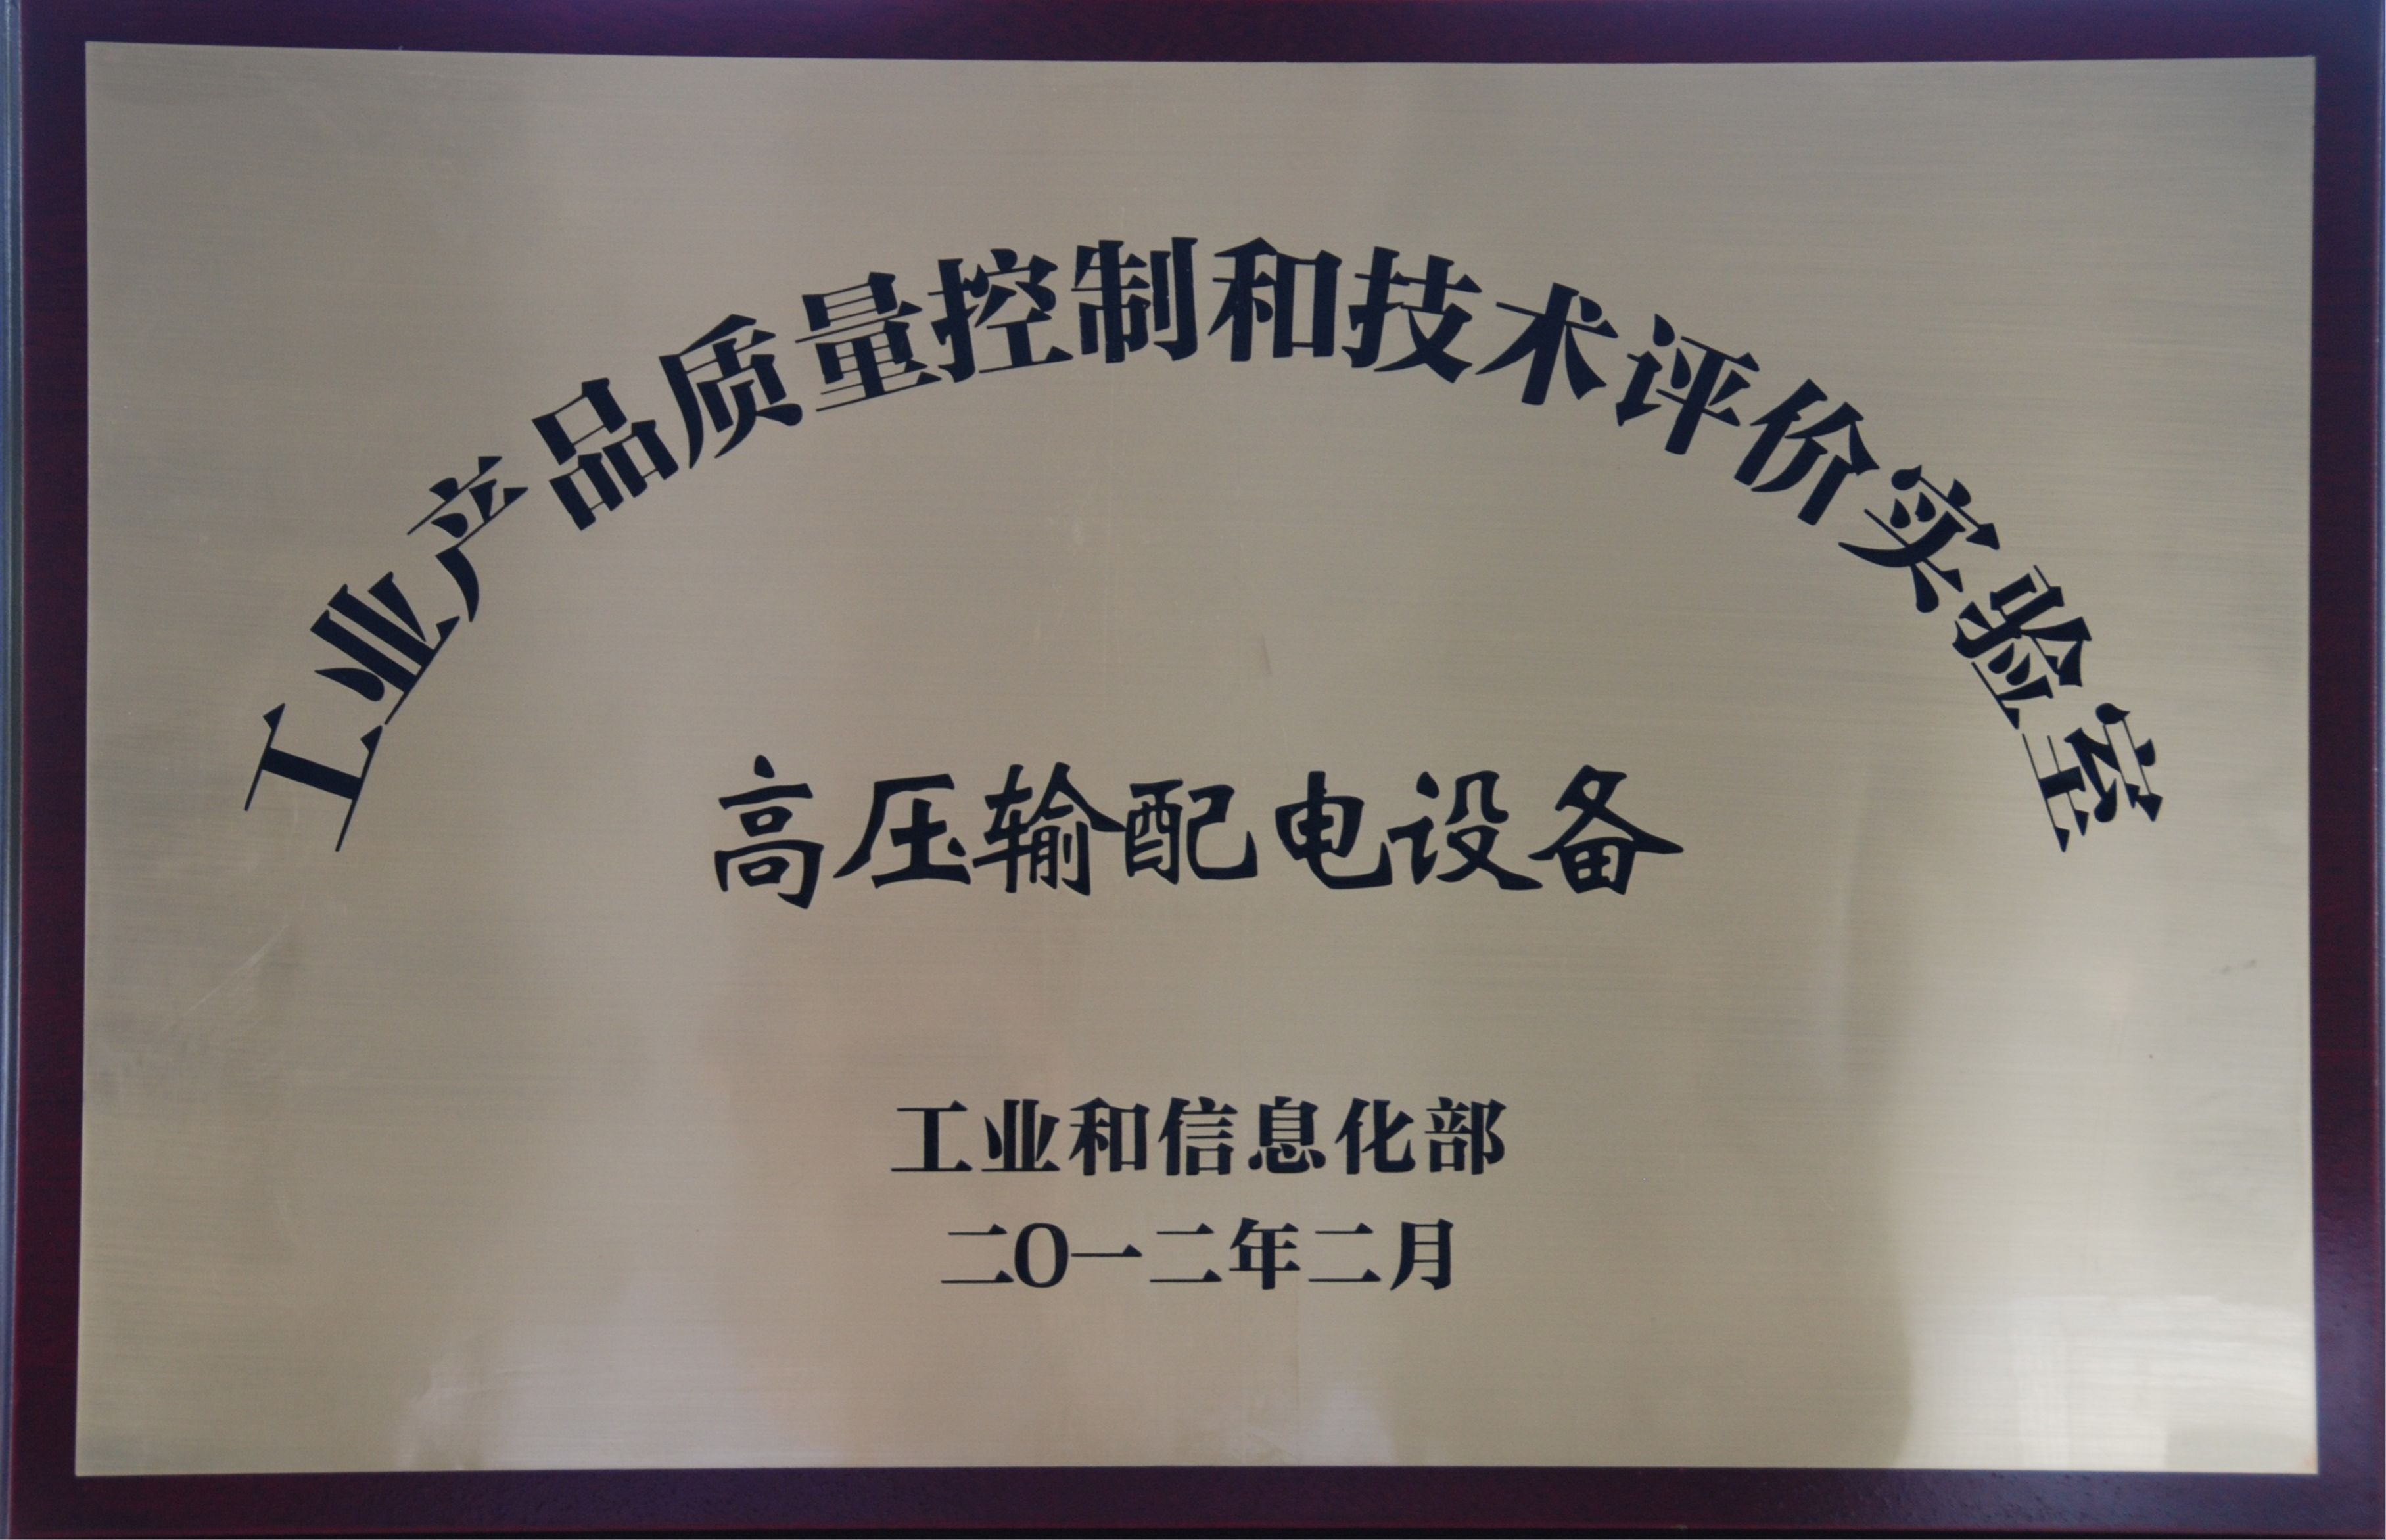 工业产品质量控制和技术评价实验室
高压输配电设备
工业和信息化部
二〇一二年二月